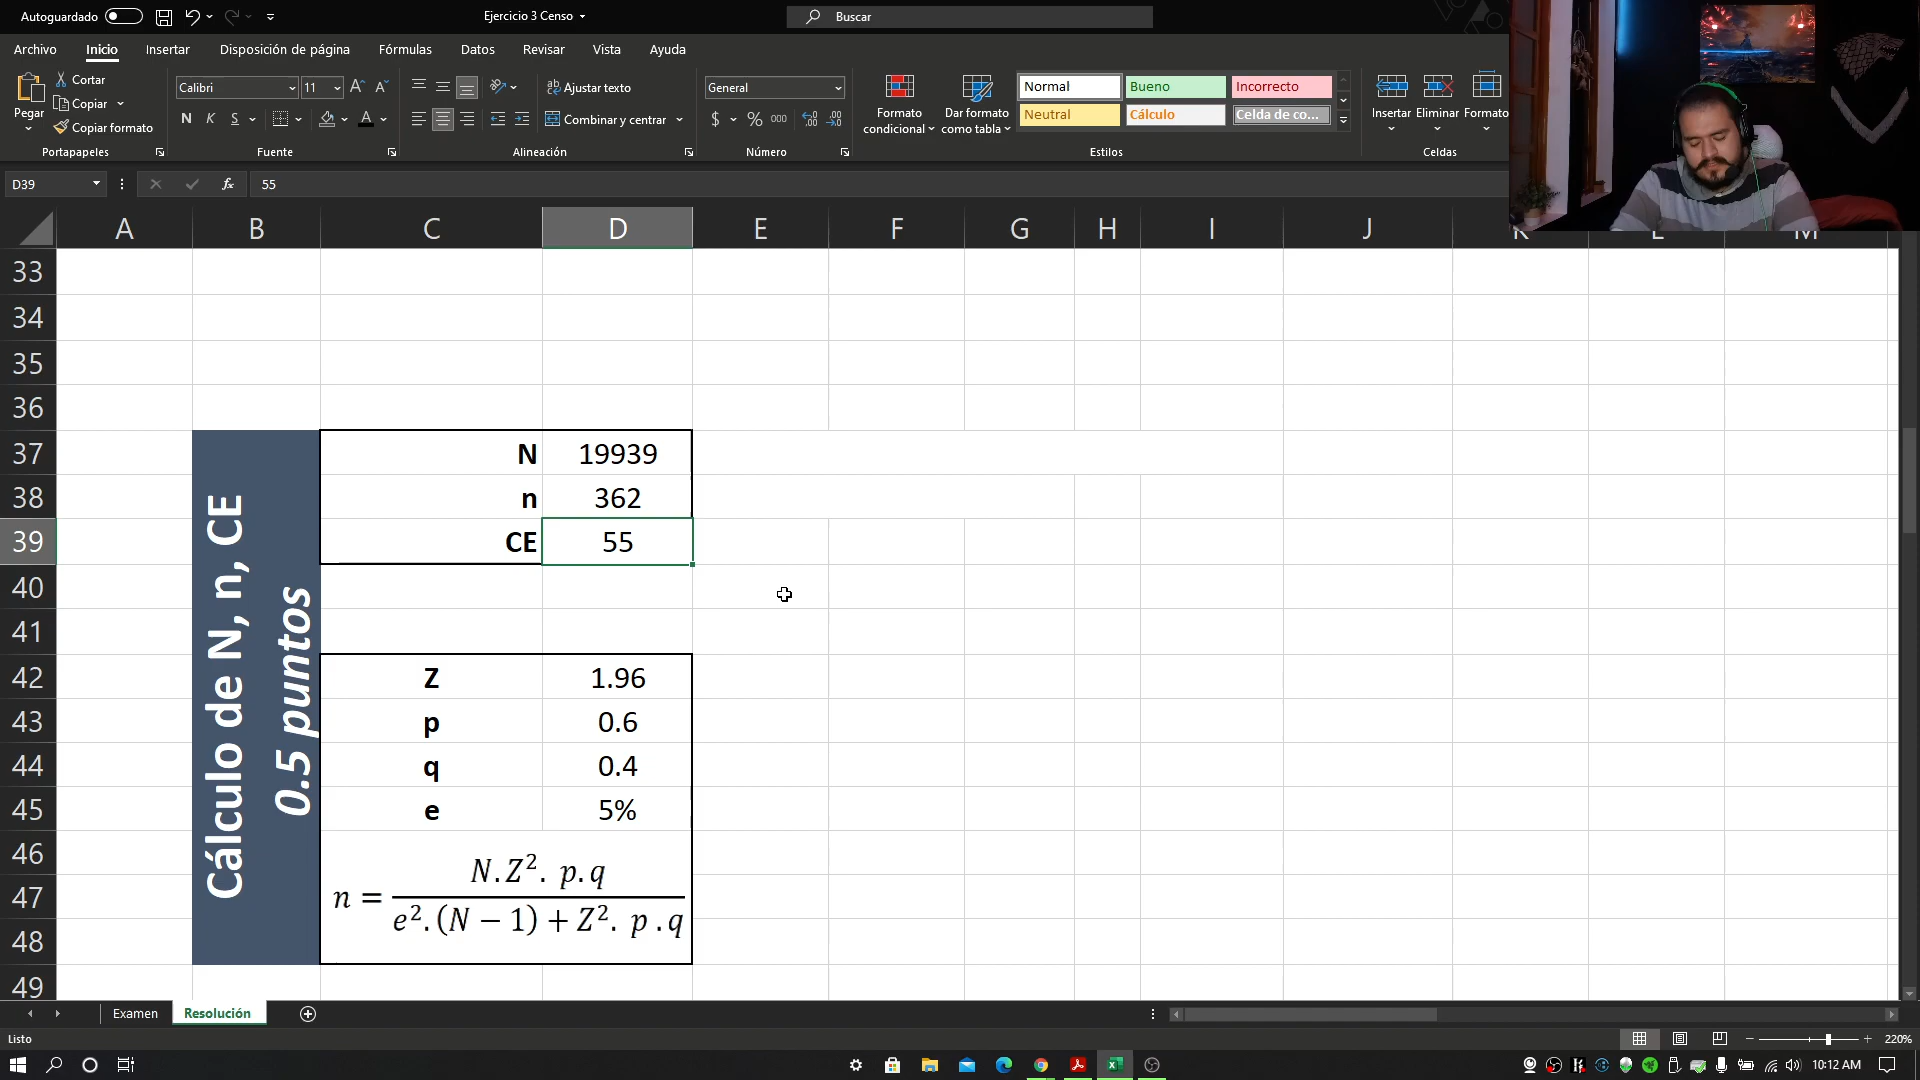 Autoguardado
Ejercicio 3 Censo
Buscar
Archivo Inicio Insertar Disposición de página Fórmulas Datos Revisar Vista Ayuda
Pegar
Cortar
Copiar
Copiar formato
Portapapeles
Calibri 11
N K S
Fuente
Ajustar texto
Combinar y centrar
Alineación
General
$ % 000
Número
Formato condicional
Dar formato como tabla
Normal Bueno Incorrecto
Neutral Cálculo Celda de co...
Estilos
Insertar Eliminar Formato
Celdas
D39 fx 55
A B C D E F G H I J K L M
33
34
35
36
37 N 19939
38 n 362
39 CE 55
40
41
42 Z 1.96
43 p 0.6
44 q 0.4
45 e 5%
46
47
48
49
Cálculo de N, n, CE
0.5 puntos
n = N.Z². p.q / e².(N − 1) + Z². p .q
Examen Resolución
Listo
220%
10:12 AM